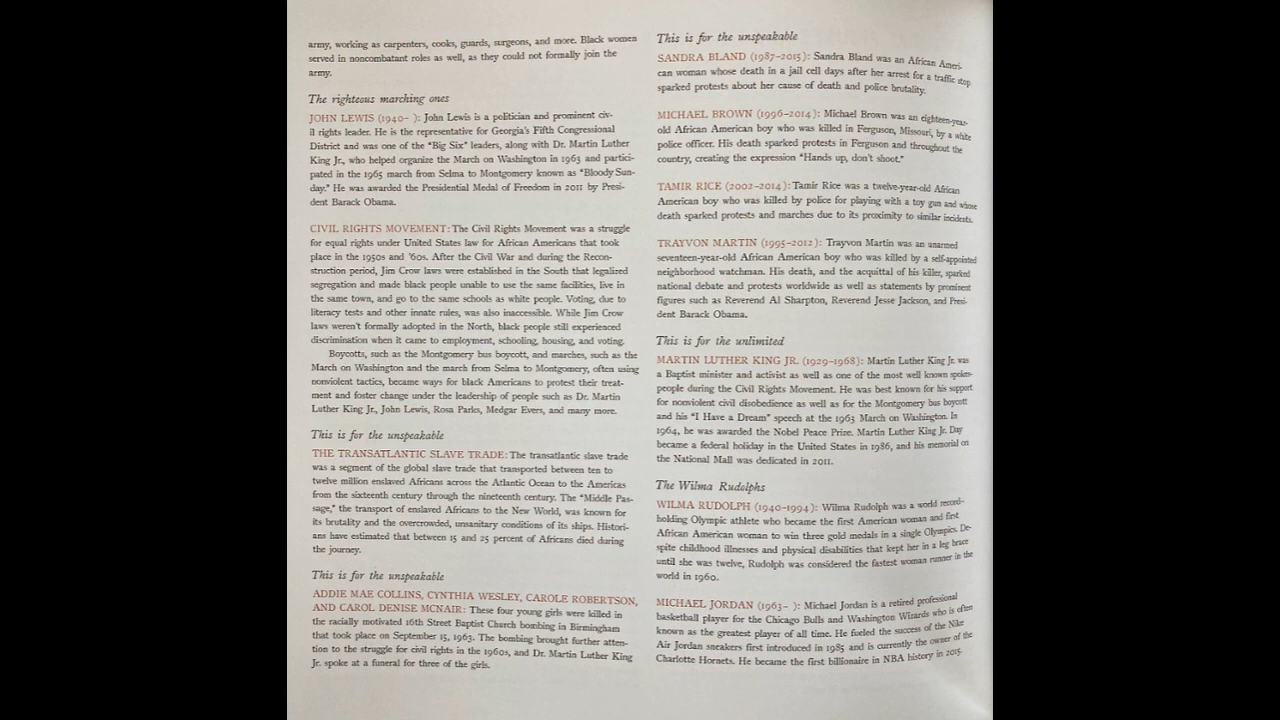 army, working as carpenters, cooks, guards, surgeons, and more. Black women
served in noncombatant roles as well, as they could not formally join the
army.
The righteous marching ones
JOHN LEWIS (1940– ): John Lewis is a politician and prominent civ-
il rights leader. He is the representative for Georgia's Fifth Congressional
District and was one of the "Big Six" leaders, along with Dr. Martin Luther
King Jr., who helped organize the March on Washington in 1963 and partici-
pated in the 1965 march from Selma to Montgomery known as "Bloody Sun-
day." He was awarded the Presidential Medal of Freedom in 2011 by Presi-
dent Barack Obama.
CIVIL RIGHTS MOVEMENT: The Civil Rights Movement was a struggle
for equal rights under United States law for African Americans that took
place in the 1950s and '60s. After the Civil War and during the Recon-
struction period, Jim Crow laws were established in the South that legalized
segregation and made black people unable to use the same facilities, live in
the same town, and go to the same schools as white people. Voting, due to
literacy tests and other innate rules, was also inaccessible. While Jim Crow
laws weren't formally adopted in the North, black people still experienced
discrimination when it came to employment, schooling, housing, and voting.
Boycotts, such as the Montgomery bus boycott, and marches, such as the
March on Washington and the march from Selma to Montgomery, often using
nonviolent tactics, became ways for black Americans to protest their treat-
ment and foster change under the leadership of people such as Dr. Martin
Luther King Jr., John Lewis, Rosa Parks, Medgar Evers, and many more.
This is for the unspeakable
THE TRANSATLANTIC SLAVE TRADE: The transatlantic slave trade
was a segment of the global slave trade that transported between ten to
twelve million enslaved Africans across the Atlantic Ocean to the Americas
from the sixteenth century through the nineteenth century. The "Middle Pas-
sage," the transport of enslaved Africans to the New World, was known for
its brutality and the overcrowded, unsanitary conditions of its ships. Histori-
ans have estimated that between 15 and 25 percent of Africans died during
the journey.
This is for the unspeakable
ADDIE MAE COLLINS, CYNTHIA WESLEY, CAROLE ROBERTSON,
AND CAROL DENISE MCNAIR: These four young girls were killed in
the racially motivated 16th Street Baptist Church bombing in Birmingham
that took place on September 15, 1963. The bombing brought further atten-
tion to the struggle for civil rights in the 1960s, and Dr. Martin Luther King
Jr. spoke at a funeral for three of the girls.
This is for the unspeakable
SANDRA BLAND (1987–2015): Sandra Bland was an African Ameri-
can woman whose death in a jail cell days after her arrest for a traffic stop
sparked protests about her cause of death and police brutality.
MICHAEL BROWN (1996–2014): Michael Brown was an eighteen-year-
old African American boy who was killed in Ferguson, Missouri, by a white
police officer. His death sparked protests in Ferguson and throughout the
country, creating the expression "Hands up, don't shoot."
TAMIR RICE (2002–2014): Tamir Rice was a twelve-year-old African
American boy who was killed by police for playing with a toy gun and whose
death sparked protests and marches due to its proximity to similar incidents.
TRAYVON MARTIN (1995–2012): Trayvon Martin was an unarmed
seventeen-year-old African American boy who was killed by a self-appointed
neighborhood watchman. His death, and the acquittal of his killer, sparked
national debate and protests worldwide as well as statements by prominent
figures such as Reverend Al Sharpton, Reverend Jesse Jackson, and Presi-
dent Barack Obama.
This is for the unlimited
MARTIN LUTHER KING JR. (1929–1968): Martin Luther King Jr. was
a Baptist minister and activist as well as one of the most well known spokes-
people during the Civil Rights Movement. He was best known for his support
for nonviolent civil disobedience as well as for the Montgomery bus boycott
and his "I Have a Dream" speech at the 1963 March on Washington. In
1964, he was awarded the Nobel Peace Prize. Martin Luther King Jr. Day
became a federal holiday in the United States in 1986, and his memorial on
the National Mall was dedicated in 2011.
The Wilma Rudolphs
WILMA RUDOLPH (1940–1994): Wilma Rudolph was a world record-
holding Olympic athlete who became the first American woman and first
African American woman to win three gold medals in a single Olympics. De-
spite childhood illnesses and physical disabilities that kept her in a leg brace
until she was twelve, Rudolph was considered the fastest woman runner in the
world in 1960.
MICHAEL JORDAN (1963– ): Michael Jordan is a retired professional
basketball player for the Chicago Bulls and Washington Wizards who is often
known as the greatest player of all time. He fueled the success of the Nike
Air Jordan sneakers first introduced in 1985 and is currently the owner of the
Charlotte Hornets. He became the first billionaire in NBA history in 2015.